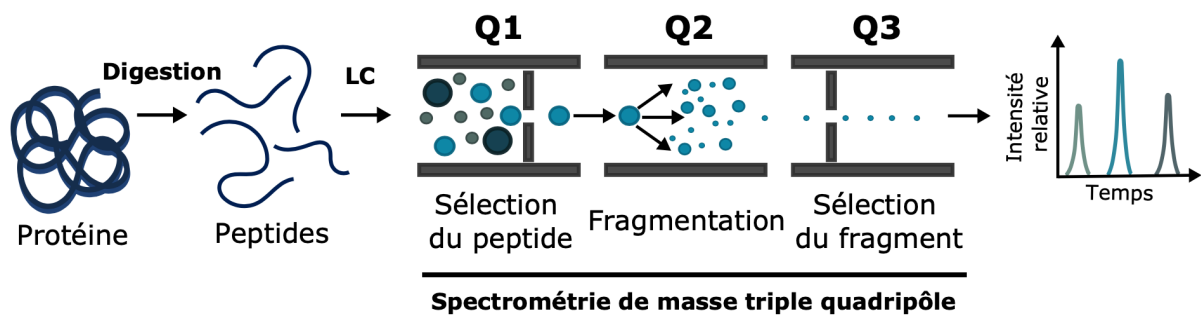 Q1
Q2
Q3
Digestion
LC
Protéine
Peptides
Sélection
du peptide
Fragmentation
Sélection
du fragment
Intensité
relative
Temps
Spectrométrie de masse triple quadripôle